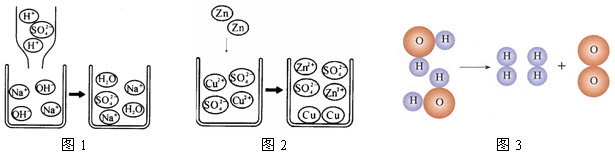 H⁺
SO₄²⁻
H⁺
Na⁺ OH⁻
OH⁻ Na⁺
H₂O Na⁺
SO₄²⁻ H₂O
Na⁺
图1
Zn
Zn
Cu²⁺ SO₄²⁻
SO₄²⁻ Cu²⁺
Zn²⁺ SO₄²⁻
SO₄²⁻ Zn²⁺
Cu Cu
图2
O H
H
H
H O
H H
H H
+
O
O
图3